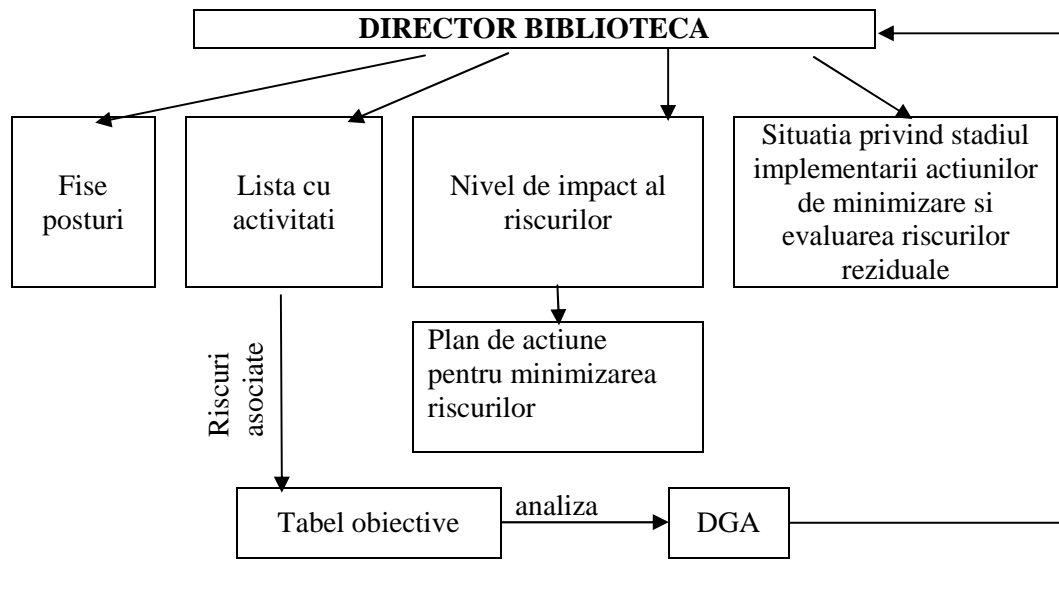 DIRECTOR BIBLIOTECA
Fise
posturi
Lista cu
activitati
Nivel de impact al
riscurilor
Situatia privind stadiul
implementarii actiunilor
de minimizare si
evaluarea riscurilor
reziduale
Plan de actiune
pentru minimizarea
riscurilor
Riscuri
asociate
Tabel obiective
analiza
DGA